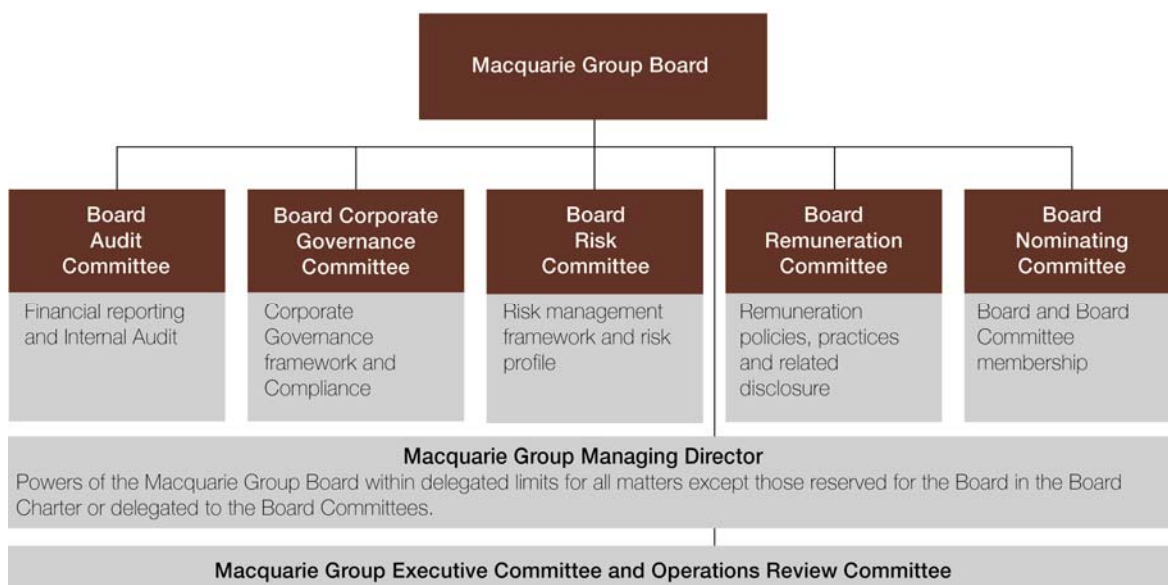 Macquarie Group Board
Board
Audit
Committee
Financial reporting
and Internal Audit
Board Corporate
Governance
Committee
Corporate
Governance
framework and
Compliance
Board
Risk
Committee
Risk management
framework and risk
profile
Board
Remuneration
Committee
Remuneration
policies, practices
and related
disclosure
Board
Nominating
Committee
Board and Board
Committee
membership
Macquarie Group Managing Director
Powers of the Macquarie Group Board within delegated limits for all matters except those reserved for the Board in the Board
Charter or delegated to the Board Committees.
Macquarie Group Executive Committee and Operations Review Committee